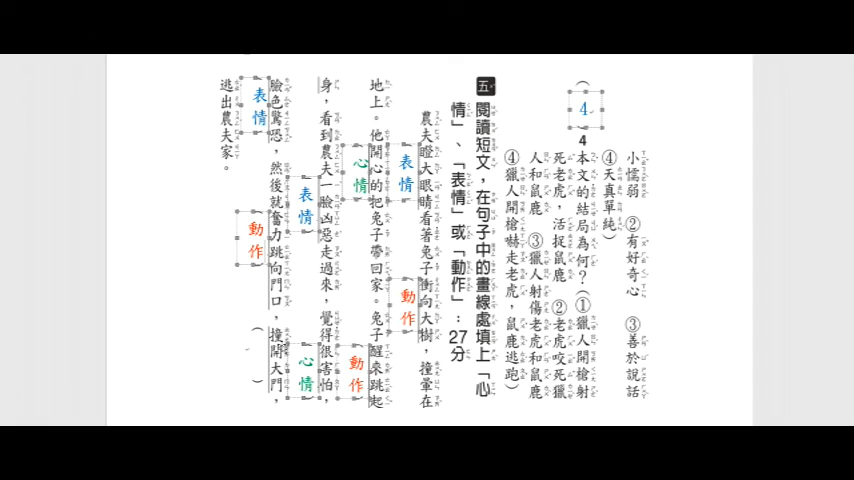 小懦弱 ②有好奇心 ③善於說話
④天真單純)
(4) 4本文的結局為何?(①獵人開槍射
死老虎,活捉鼠鹿 ②老虎咬死獵
人和鼠鹿 ③獵人射傷老虎和鼠鹿
④獵人開槍赫走老虎,鼠鹿逃跑)
五 閱讀短文,在句子中的畫線處填上「心
情」、「表情」或「動作」:27分
農夫瞪大眼睛看著兔子衝向大樹,撞暈在
表情
動作
地上。他開心的把兔子帶回家。兔子醒來跳起
心情
動作
身,看到農夫一臉凶惡走過來,覺得很害怕,
表情
心情
臉色驚恐,然後就奮力跳向門口,撞開大門,
表情
動作
( )
逃出農夫家。